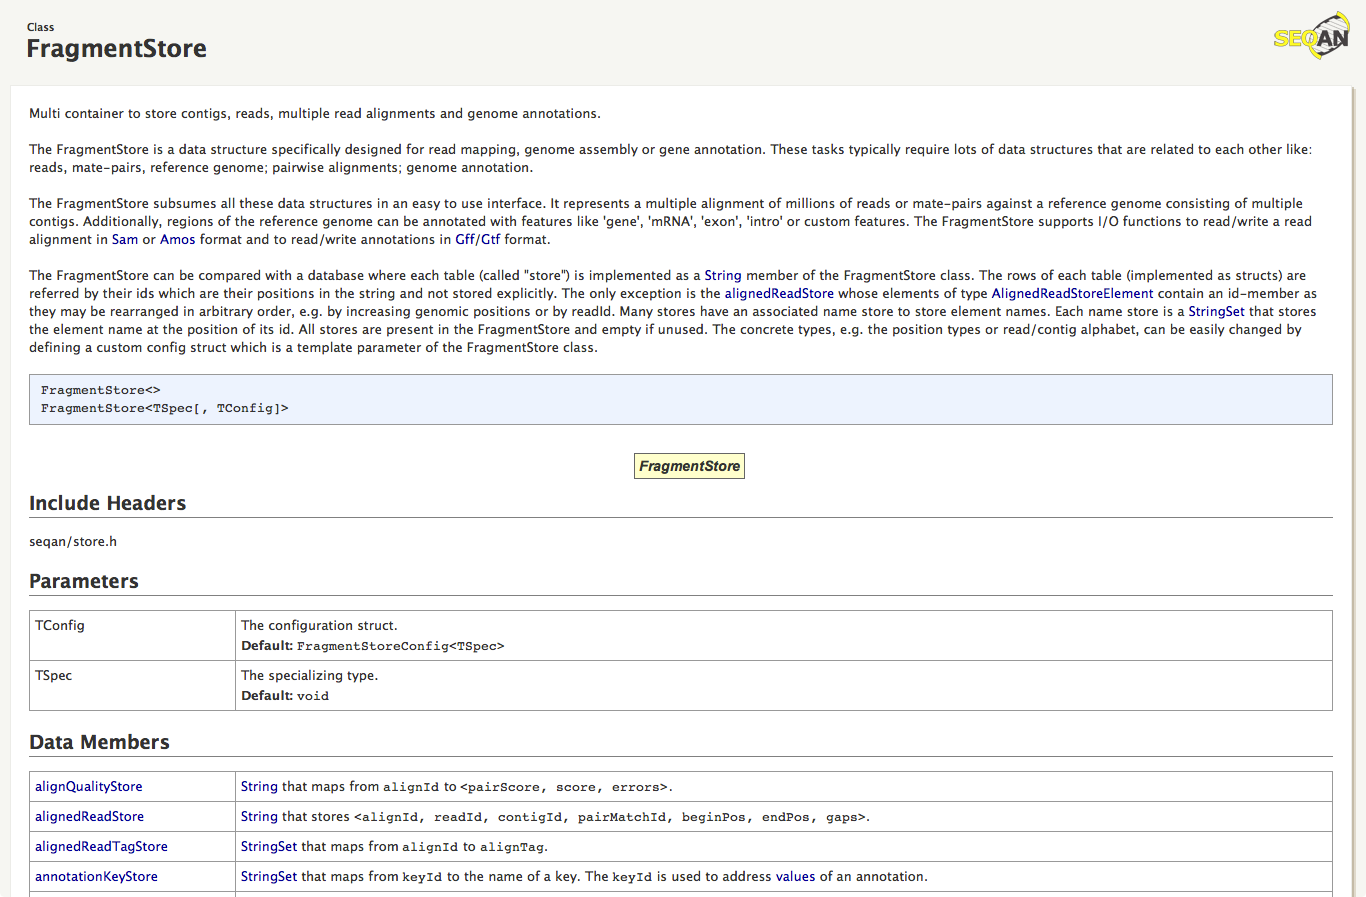 Class
FragmentStore
SEQAN
Multi container to store contigs, reads, multiple read alignments and genome annotations.
The FragmentStore is a data structure specifically designed for read mapping, genome assembly or gene annotation. These tasks typically require lots of data structures that are related to each other like:
reads, mate-pairs, reference genome; pairwise alignments; genome annotation.
The FragmentStore subsumes all these data structures in an easy to use interface. It represents a multiple alignment of millions of reads or mate-pairs against a reference genome consisting of multiple
contigs. Additionally, regions of the reference genome can be annotated with features like 'gene', 'mRNA', 'exon', 'intro' or custom features. The FragmentStore supports I/O functions to read/write a read
alignment in Sam or Amos format and to read/write annotations in Gff/Gtf format.
The FragmentStore can be compared with a database where each table (called "store") is implemented as a String member of the FragmentStore class. The rows of each table (implemented as structs) are
referred by their ids which are their positions in the string and not stored explicitly. The only exception is the alignedReadStore whose elements of type AlignedReadStoreElement contain an id-member as
they may be rearranged in arbitrary order, e.g. by increasing genomic positions or by readId. Many stores have an associated name store to store element names. Each name store is a StringSet that stores
the element name at the position of its id. All stores are present in the FragmentStore and empty if unused. The concrete types, e.g. the position types or read/contig alphabet, can be easily changed by
defining a custom config struct which is a template parameter of the FragmentStore class.
FragmentStore<>
FragmentStore<TSpec[, TConfig]>
FragmentStore
Include Headers
seqan/store.h
Parameters
TConfig The configuration struct.
Default: FragmentStoreConfig<TSpec>
TSpec The specializing type.
Default: void
Data Members
alignQualityStore String that maps from alignId to <pairScore, score, errors>.
alignedReadStore String that stores <alignId, readId, contigId, pairMatchId, beginPos, endPos, gaps>.
alignedReadTagStore StringSet that maps from alignId to alignTag.
annotationKeyStore StringSet that maps from keyId to the name of a key. The keyId is used to address values of an annotation.